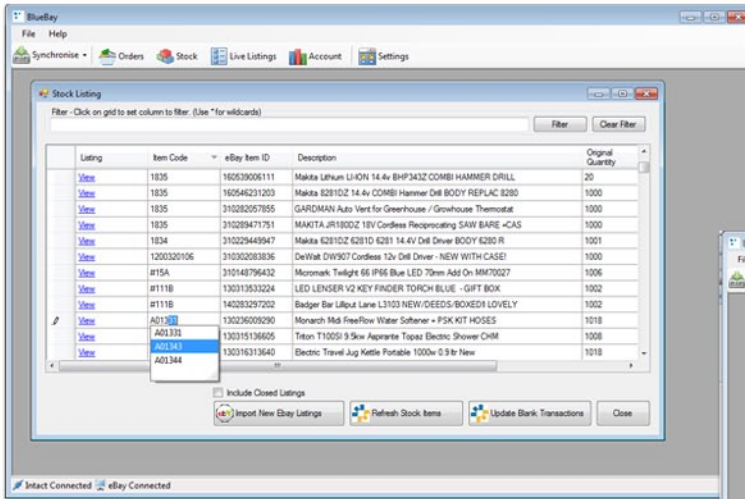 BlueBay
File Help
Synchronise Orders Stock Live Listings Account Settings
Stock Listing
Filter - Click on grid to set column to filter. (Use * for wildcards)
Filter Clear Filter
Listing Item Code eBay Item ID Description Original Quantity
View 1835 160539006111 Makita Lithium LI-ION 14.4v BHP343Z COMBI HAMMER DRILL 20
View 1835 160546231203 Makita 8281DZ 14.4v COMBI Hammer Drill BODY REPLAC 8280 1000
View 1835 310282057855 GARDMAN Auto Vent for Greenhouse / Growhouse Thermostat 1000
View 1835 310289471751 MAKITA JR180DZ 18V Cordless Reciprocating SAW BARE +CAS 1000
View 1834 310229449947 Makita 6281DZ 6281D 6281 14.4V Drill Driver BODY 6280 R 1001
View 1200320106 310302083836 DeWalt DW907 Cordless 12v Drill Driver - NEW WITH CASE! 1000
View #15A 310148796432 Micromark Twilight 66 IP66 Blue LED 70mm Add On MM70027 1006
View #111B 130313533224 LED LENSER V2 KEY FINDER TORCH BLUE - GIFT BOX 1002
View #111B 140283297202 Badger Bar Lilliput Lane L3103 NEW/DEEDS/BOXED!! LOVELY 1002
View A01331 130236009290 Monarch Midi FreeFlow Water Softener + PSK KIT HOSES 1018
View 130315136605 Triton T100SI 9.5kw Aspirante Topaz Electric Shower CHM 1008
View 130316313640 Electric Travel Jug Kettle Portable 1000w 0.9 ltr New 1018
A01331
A01343
A01344
Include Closed Listings
Import New Ebay Listings Refresh Stock Items Update Blank Transactions Close
Intact Connected eBay Connected